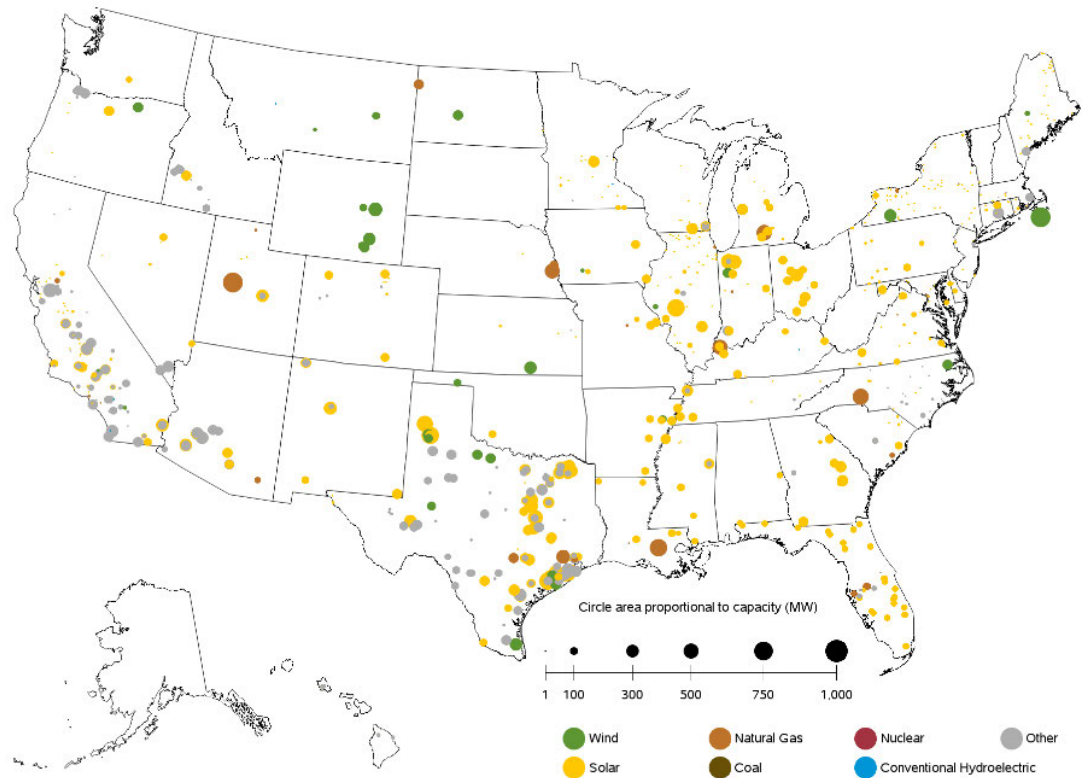 Circle area proportional to capacity (MW)
1 100 300 500 750 1,000
Wind Natural Gas Nuclear Other
Solar Coal Conventional Hydroelectric